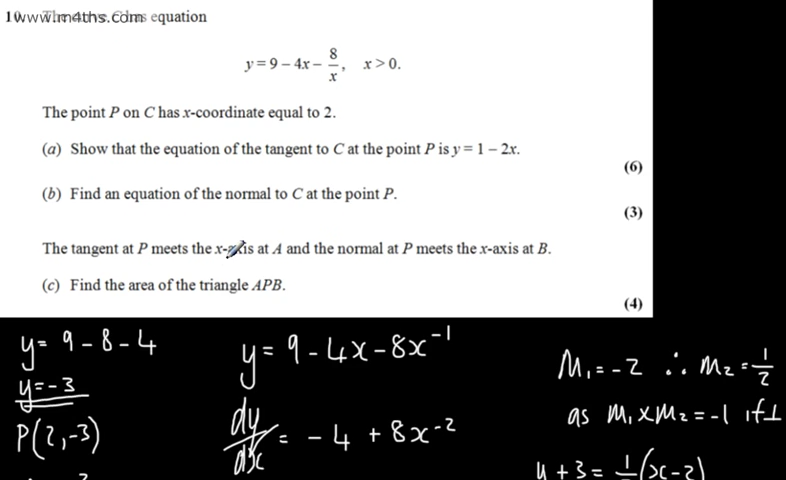 10. www.m4ths.com equation
y = 9 – 4x – 8/x, x > 0.
The point P on C has x-coordinate equal to 2.
(a) Show that the equation of the tangent to C at the point P is y = 1 – 2x.
(6)
(b) Find an equation of the normal to C at the point P.
(3)
The tangent at P meets the x-axis at A and the normal at P meets the x-axis at B.
(c) Find the area of the triangle APB.
(4)
y = 9 - 8 - 4
y = -3
P(2, -3)
y = 9 - 4x - 8x⁻¹
dy/dx = - 4 + 8x⁻²
M₁ = -2 ∴ M₂ = 1/2
as M₁ x M₂ = -1 if ⊥
y + 3 = 1/2 (x - 2)